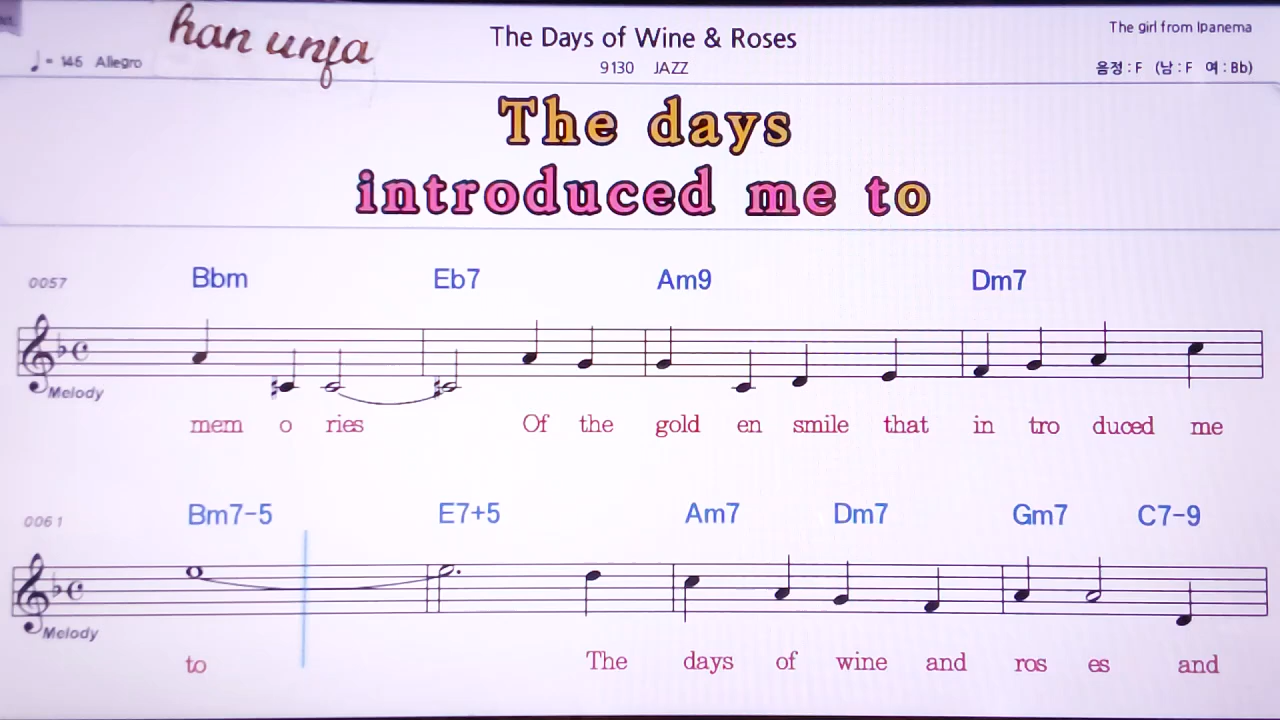 han unfa
The Days of Wine & Roses
The girl from Ipanema
♩= 146 Allegro
9130 JAZZ
음정 : F (남 : F 여 : Bb)
The days
introduced me to
0057 Bbm Eb7 Am9 Dm7
Melody
mem o ries Of the gold en smile that in tro duced me
0061 Bm7-5 E7+5 Am7 Dm7 Gm7 C7-9
Melody
to The days of wine and ros es and